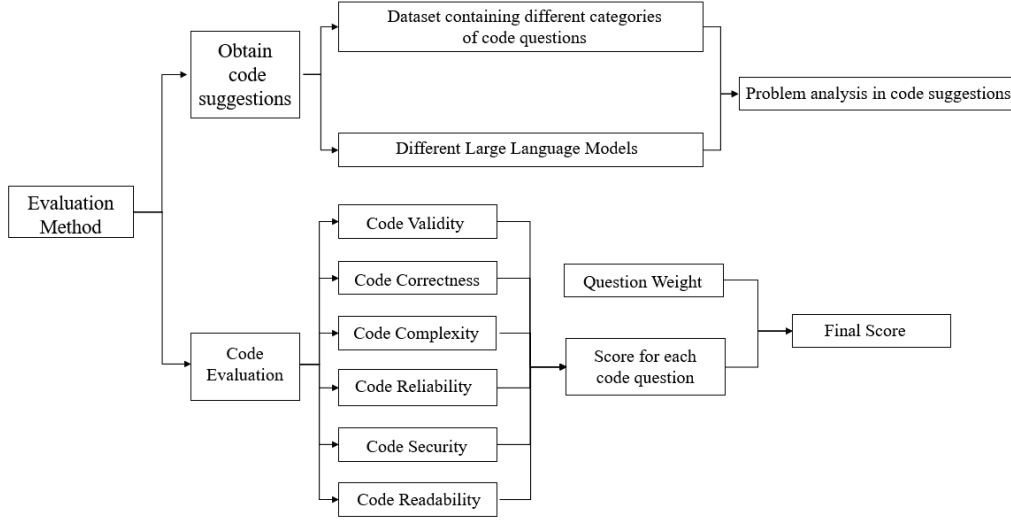 Dataset containing different categories
of code questions
Obtain
code
suggestions
Problem analysis in code suggestions
Different Large Language Models
Evaluation
Method
Code Validity
Code Correctness
Question Weight
Code Complexity
Final Score
Code
Evaluation
Score for each
code question
Code Reliability
Code Security
Code Readability